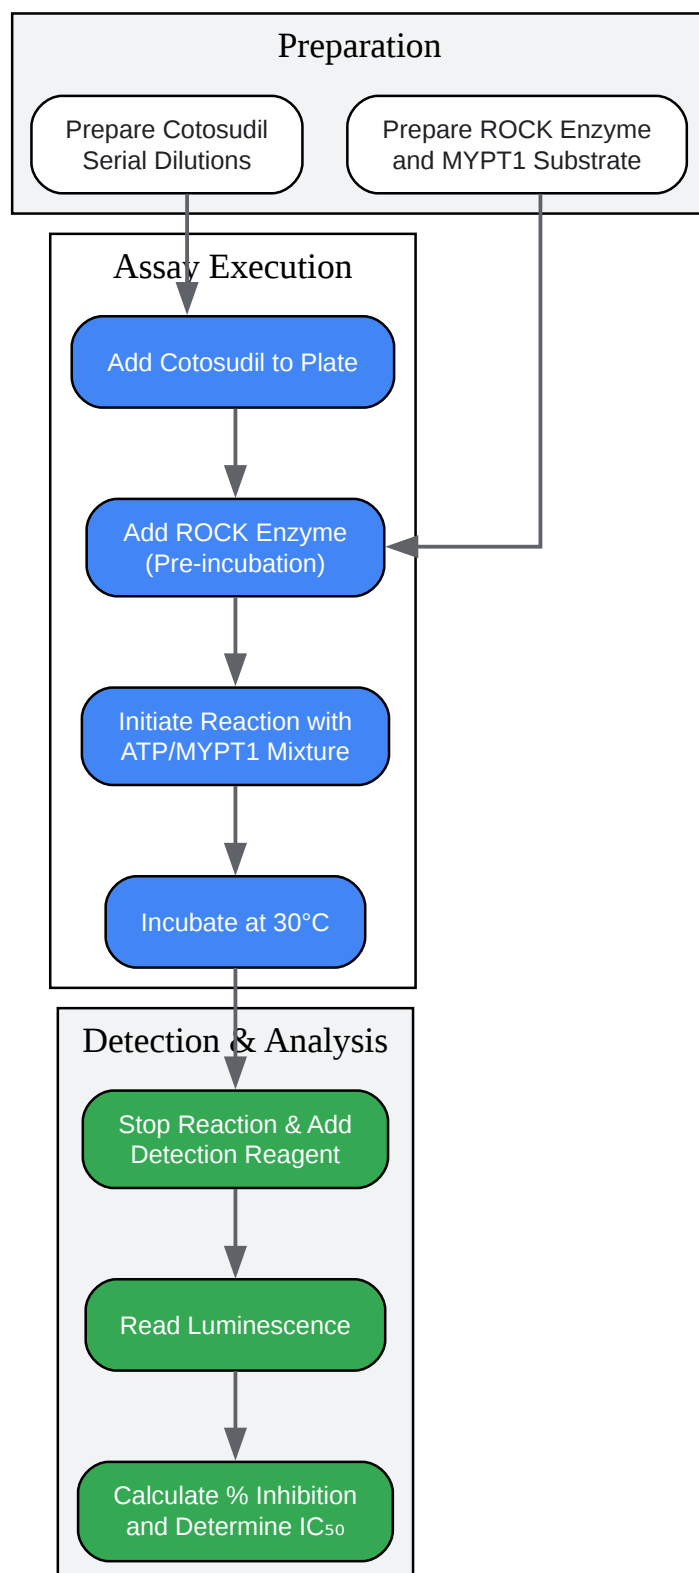 Preparation
Prepare Cotosudil
Serial Dilutions
Prepare ROCK Enzyme
and MYPT1 Substrate
Assay Execution
Add Cotosudil to Plate
Add ROCK Enzyme
(Pre-incubation)
Initiate Reaction with
ATP/MYPT1 Mixture
Incubate at 30°C
Detection & Analysis
Stop Reaction & Add
Detection Reagent
Read Luminescence
Calculate % Inhibition
and Determine IC₅₀